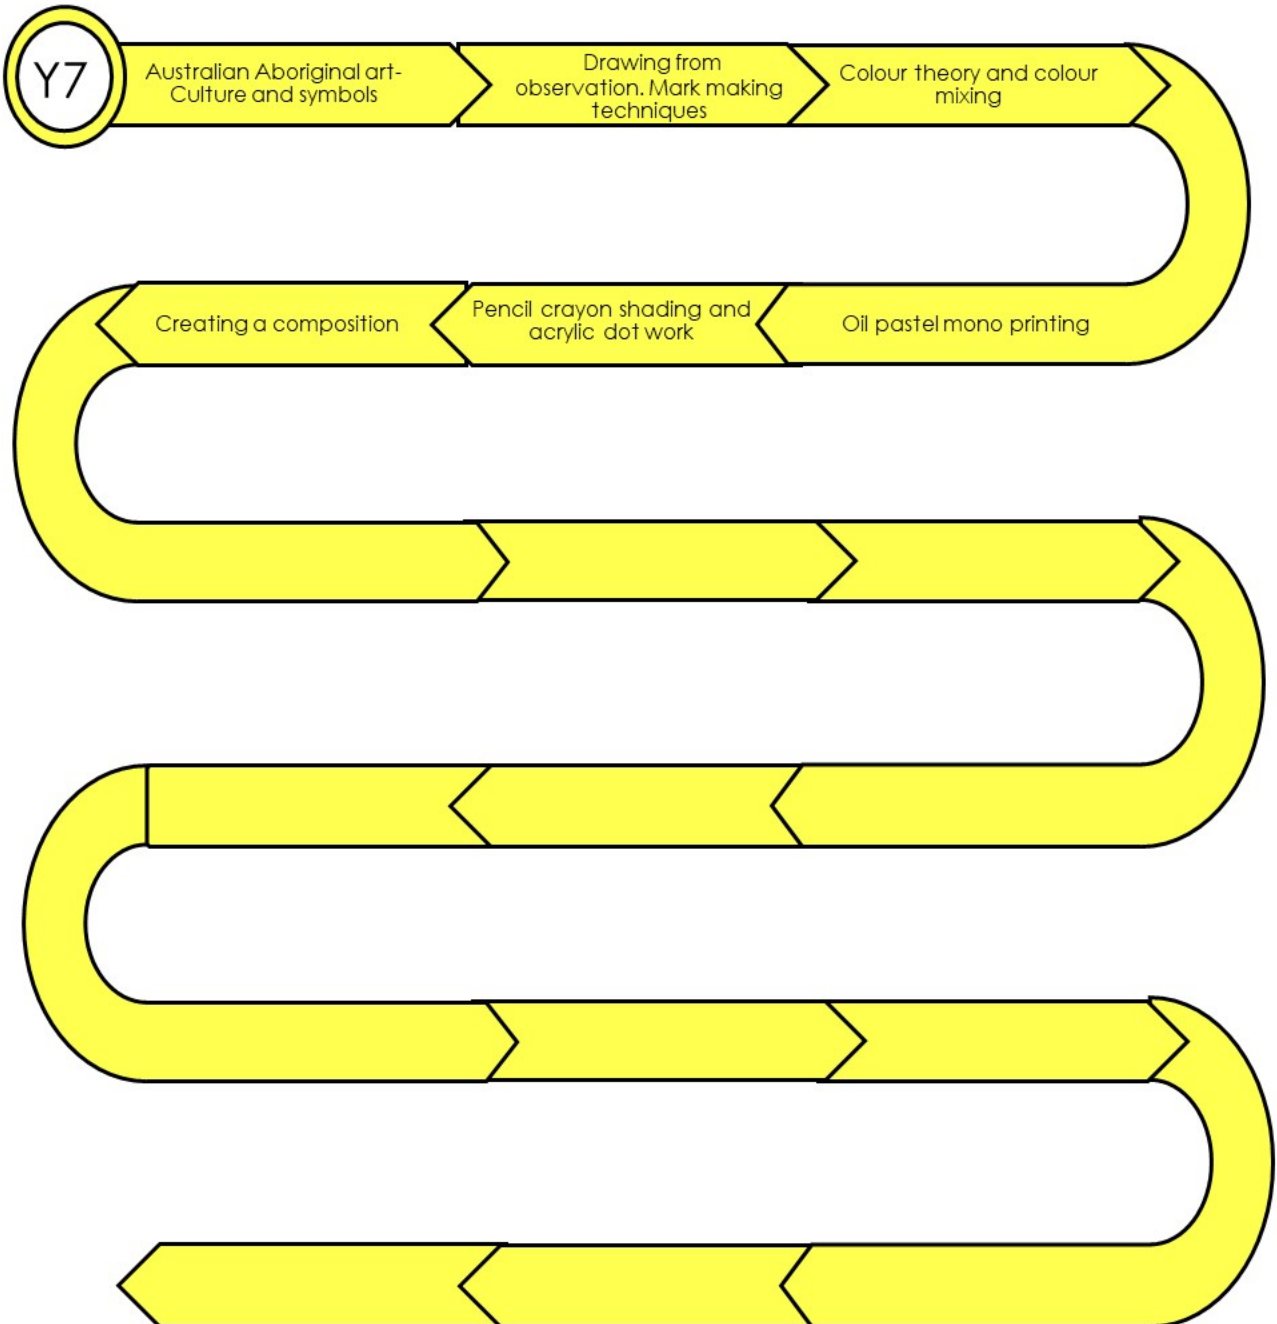 Y7
Australian Aboriginal art-
Culture and symbols
Drawing from
observation. Mark making
techniques
Colour theory and colour
mixing
Oil pastel mono printing
Pencil crayon shading and
acrylic dot work
Creating a composition